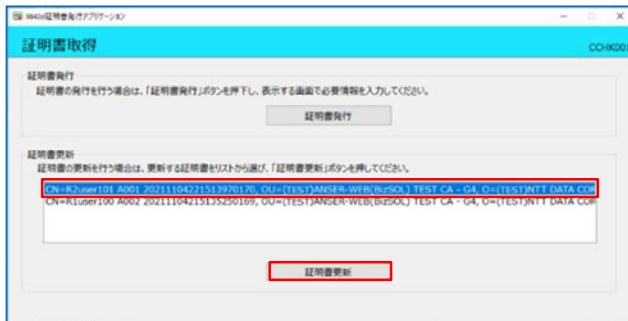 9840d証明書発行アプリケーション
証明書取得
CCHK001
証明書発行
証明書の発行を行う場合は、「証明書発行」ボタンを押下し、表示する画面で必要情報を入力してください。
証明書発行
証明書更新
証明書の更新を行う場合は、更新する証明書をリストから選び、「証明書更新」ボタンを押してください。
CN=R2user101 A001 20211104221513970170, OU=(TEST)ANSER-WEB(BizSOL) TEST CA - G4, O=(TEST)NTT DATA COR
CN=R1user100 A002 20211104215135250169, OU=(TEST)ANSER-WEB(BizSOL) TEST CA - G4, O=(TEST)NTT DATA COR
証明書更新